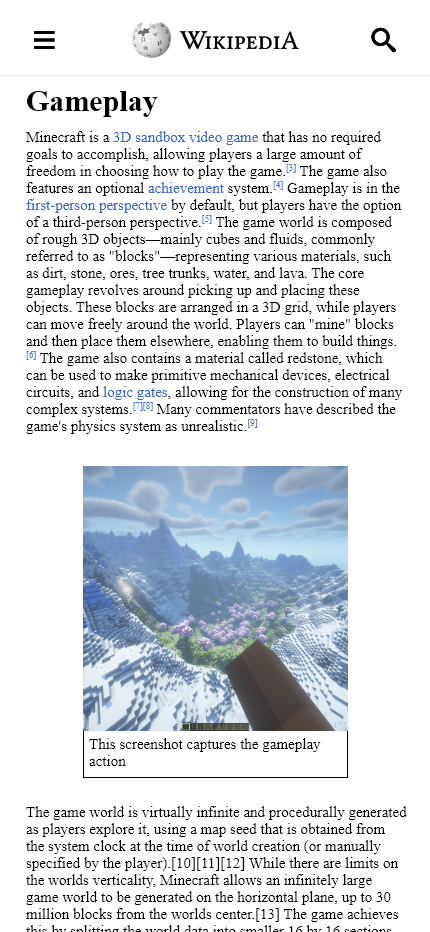 WIKIPEDIA
Gameplay
Minecraft is a 3D sandbox video game that has no required
goals to accomplish, allowing players a large amount of
freedom in choosing how to play the game.[3] The game also
features an optional achievement system.[4] Gameplay is in the
first-person perspective by default, but players have the option
of a third-person perspective.[5] The game world is composed
of rough 3D objects—mainly cubes and fluids, commonly
referred to as "blocks"—representing various materials, such
as dirt, stone, ores, tree trunks, water, and lava. The core
gameplay revolves around picking up and placing these
objects. These blocks are arranged in a 3D grid, while players
can move freely around the world. Players can "mine" blocks
and then place them elsewhere, enabling them to build things.
[6] The game also contains a material called redstone, which
can be used to make primitive mechanical devices, electrical
circuits, and logic gates, allowing for the construction of many
complex systems.[7][8] Many commentators have described the
game's physics system as unrealistic.[9]
This screenshot captures the gameplay
action
The game world is virtually infinite and procedurally generated
as players explore it, using a map seed that is obtained from
the system clock at the time of world creation (or manually
specified by the player).[10][11][12] While there are limits on
the worlds verticality, Minecraft allows an infinitely large
game world to be generated on the horizontal plane, up to 30
million blocks from the worlds center.[13] The game achieves
this by splitting the world data into smaller 16 by 16 sections